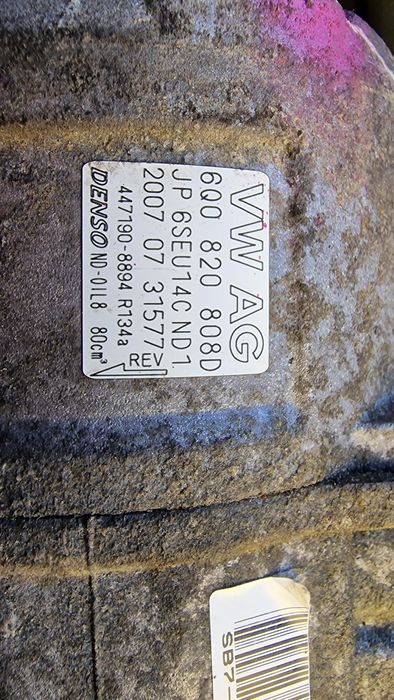 VW AG
6Q0 820 808D
JP 6SEU14C ND1
2007 07 31577
REV
447190-8894 R134a
DENSO ND-OIL8 80cm³
SB7